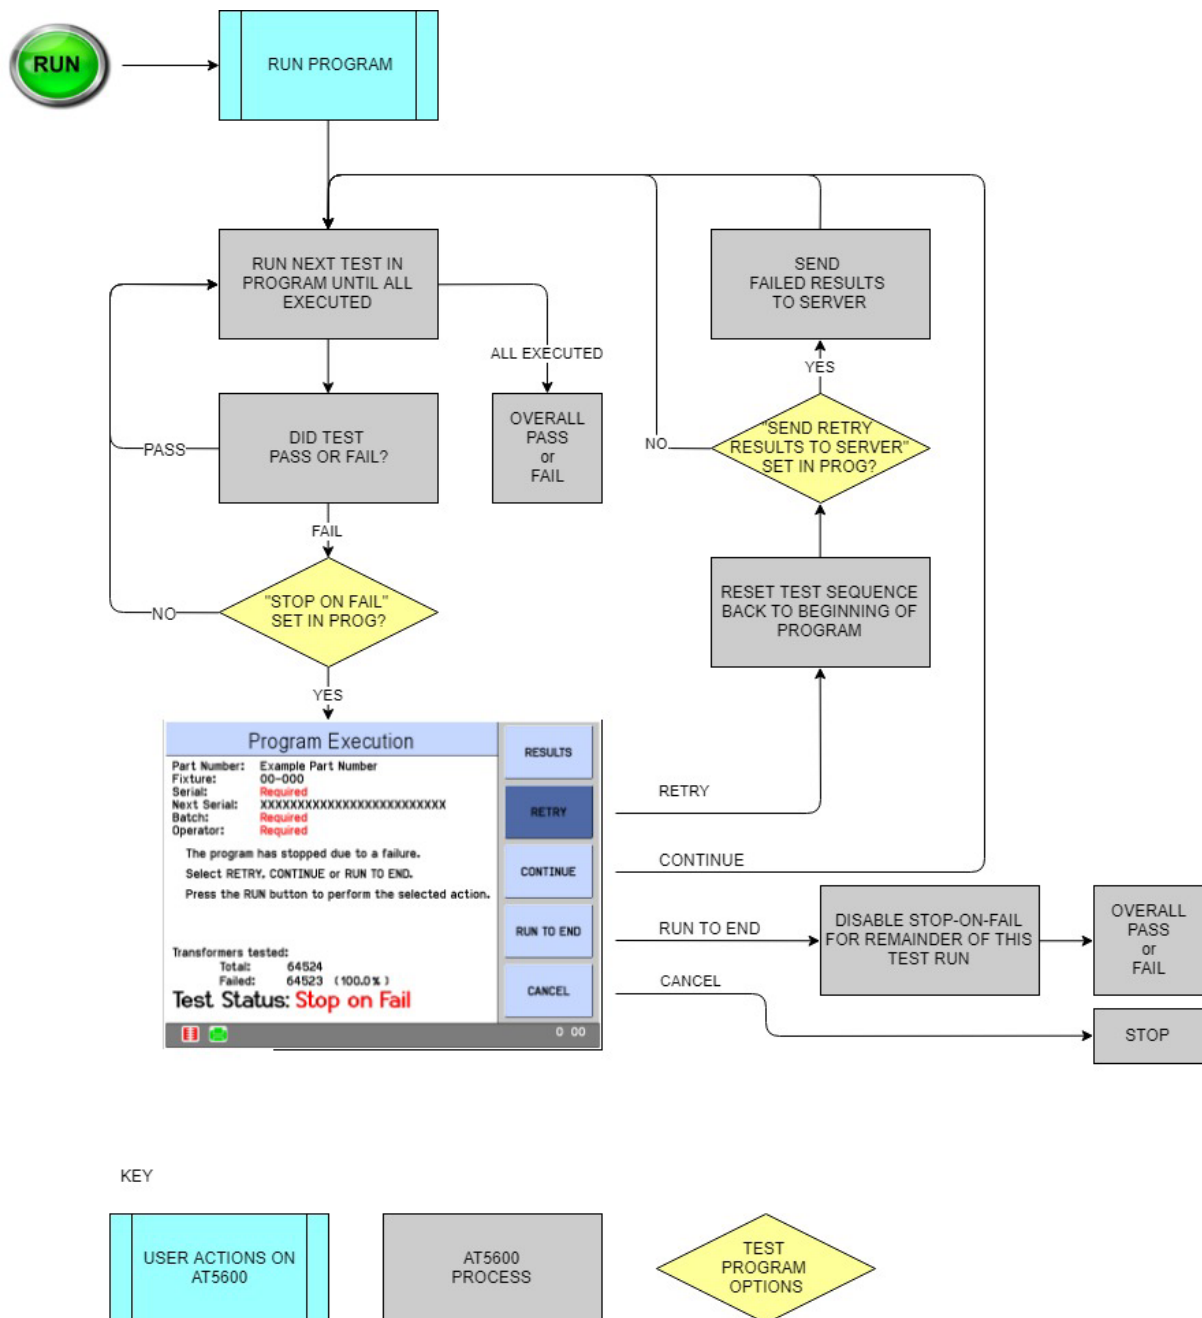 RUN
RUN PROGRAM
RUN NEXT TEST IN
PROGRAM UNTIL ALL
EXECUTED
SEND
FAILED RESULTS
TO SERVER
ALL EXECUTED
YES
DID TEST
PASS OR FAIL?
PASS
OVERALL
PASS
or
FAIL
"SEND RETRY
RESULTS TO SERVER"
SET IN PROG?
NO
FAIL
"STOP ON FAIL"
SET IN PROG?
NO
RESET TEST SEQUENCE
BACK TO BEGINNING OF
PROGRAM
YES
Program Execution
Part Number: Example Part Number
Fixture: 00-000
Serial: Required
Next Serial: XXXXXXXXXXXXXXXXXXXXXXXXX
Batch: Required
Operator: Required
The program has stopped due to a failure.
Select RETRY, CONTINUE or RUN TO END.
Press the RUN button to perform the selected action.
Transformers tested:
Total: 64524
Failed: 64523 (100.0%)
Test Status: Stop on Fail
0 00
RESULTS
RETRY
CONTINUE
RUN TO END
CANCEL
RETRY
CONTINUE
RUN TO END
CANCEL
DISABLE STOP-ON-FAIL
FOR REMAINDER OF THIS
TEST RUN
OVERALL
PASS
or
FAIL
STOP
KEY
USER ACTIONS ON
AT5600
AT5600
PROCESS
TEST
PROGRAM
OPTIONS